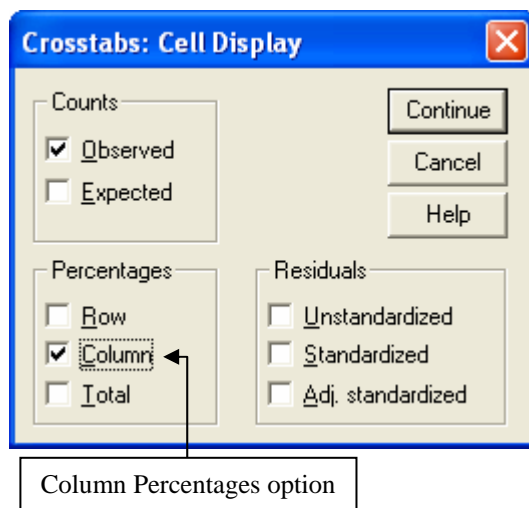 Crosstabs: Cell Display
Counts
Observed
Expected
Continue
Cancel
Help
Percentages
Row
Column
Total
Residuals
Unstandardized
Standardized
Adj. standardized
Column Percentages option